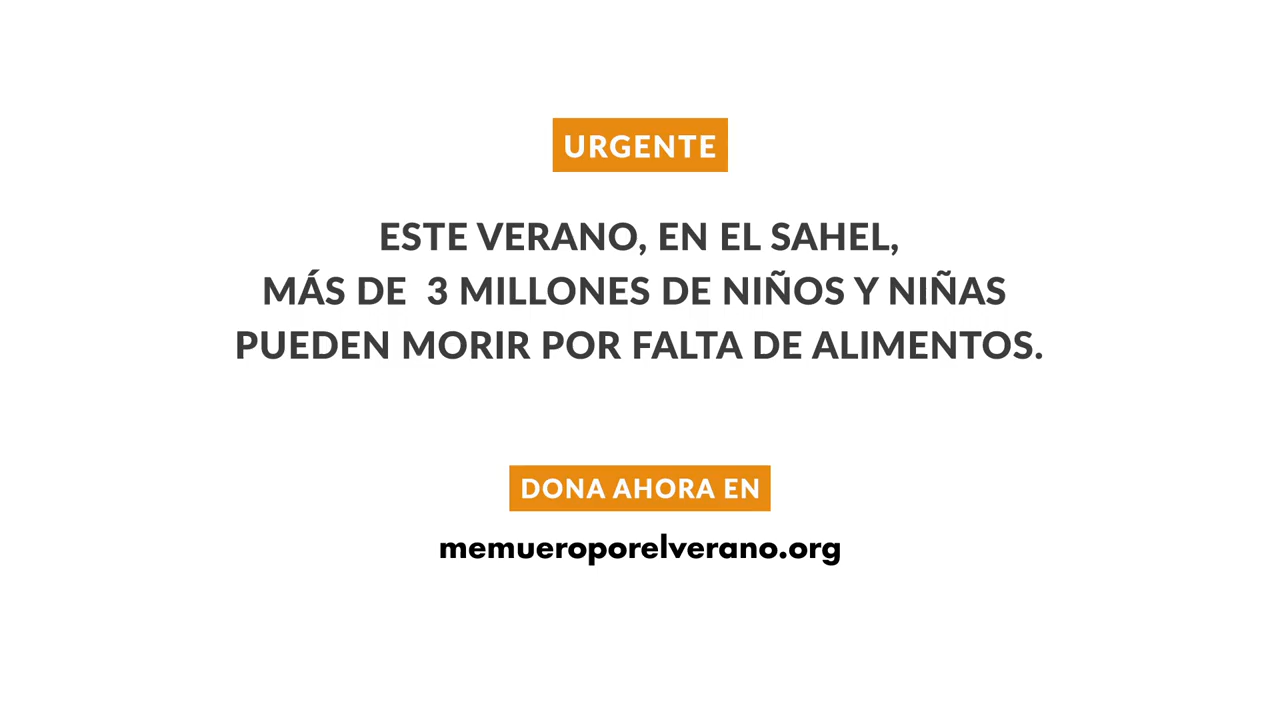 URGENTE
ESTE VERANO, EN EL SAHEL,
MÁS DE  3 MILLONES DE NIÑOS Y NIÑAS
PUEDEN MORIR POR FALTA DE ALIMENTOS.
DONA AHORA EN
memueroporelverano.org